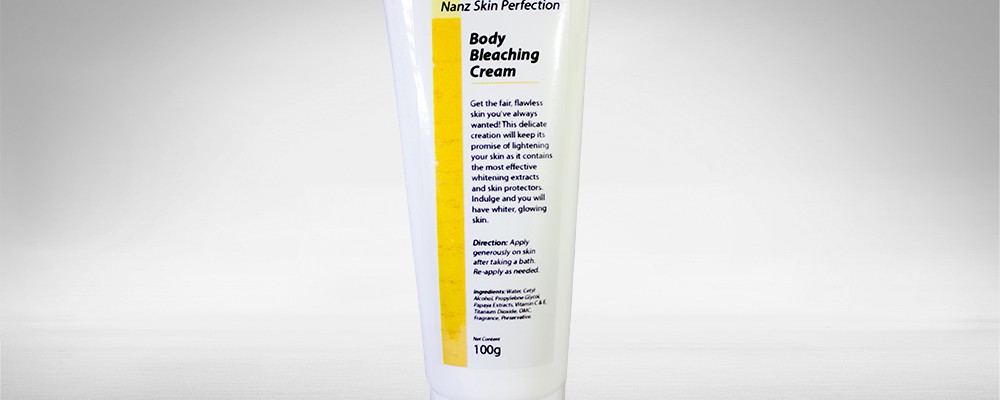 Nanz Skin Perfection
Body
Bleaching
Cream
Get the fair, flawless
skin you've always
wanted! This delicate
creation will keep its
promise of lightening
your skin as it contains
the most effective
whitening extracts
and skin protectors.
Indulge and you will
have whiter, glowing
skin.
Direction: Apply
generously on skin
after taking a bath.
Re-apply as needed.
Ingredients: Water, Cetyl
Alcohol, Propylebne Glycol,
Papaya Extracts, Vitamin C & E,
Titanium Dioxide, OMC,
Fragrance, Preservative.
Net Content
100g